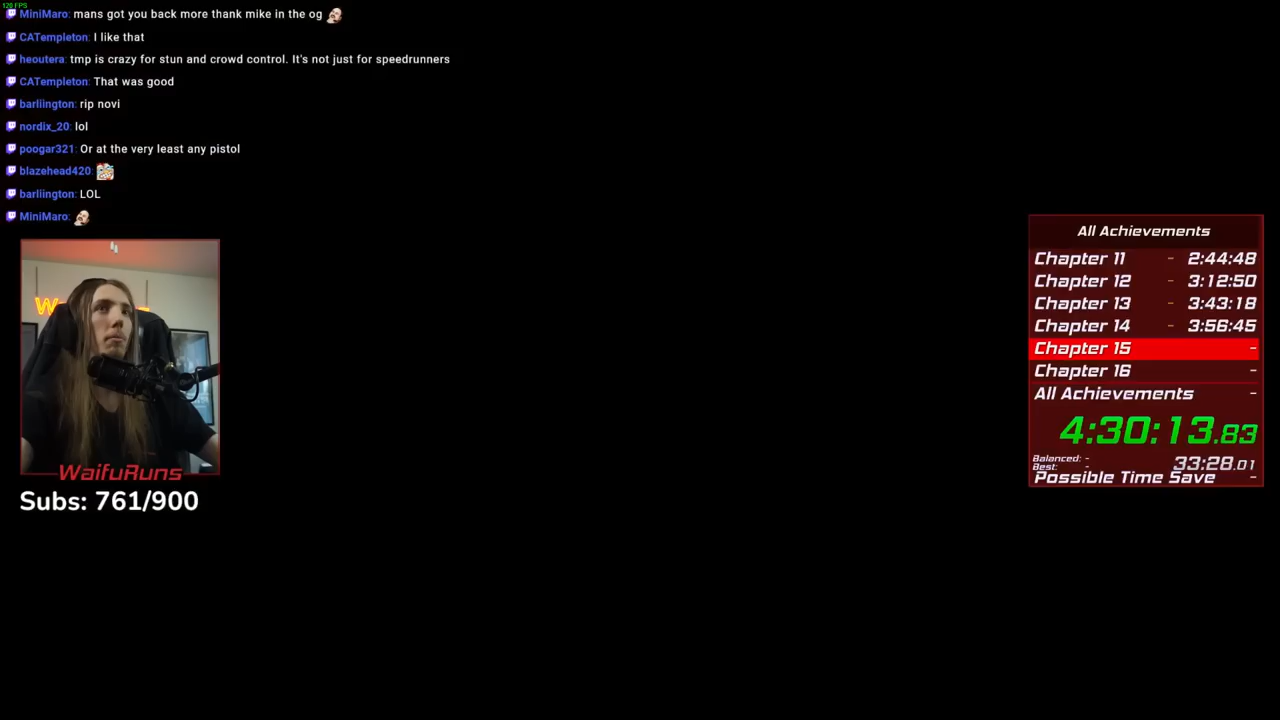 120 FPS
MiniMaro: mans got you back more thank mike in the og
CATempleton: I like that
heoutera: tmp is crazy for stun and crowd control. It's not just for speedrunners
CATempleton: That was good
barliington: rip novi
nordix_20: lol
poogar321: Or at the very least any pistol
blazehead420:
barliington: LOL
MiniMaro:
WaifuRuns
Subs: 761/900
All Achievements
Chapter 11 - 2:44:48
Chapter 12 - 3:12:50
Chapter 13 - 3:43:18
Chapter 14 - 3:56:45
Chapter 15 -
Chapter 16 -
All Achievements -
4:30:13.83
Balanced: -
Best: - 33:28.01
Possible Time Save -